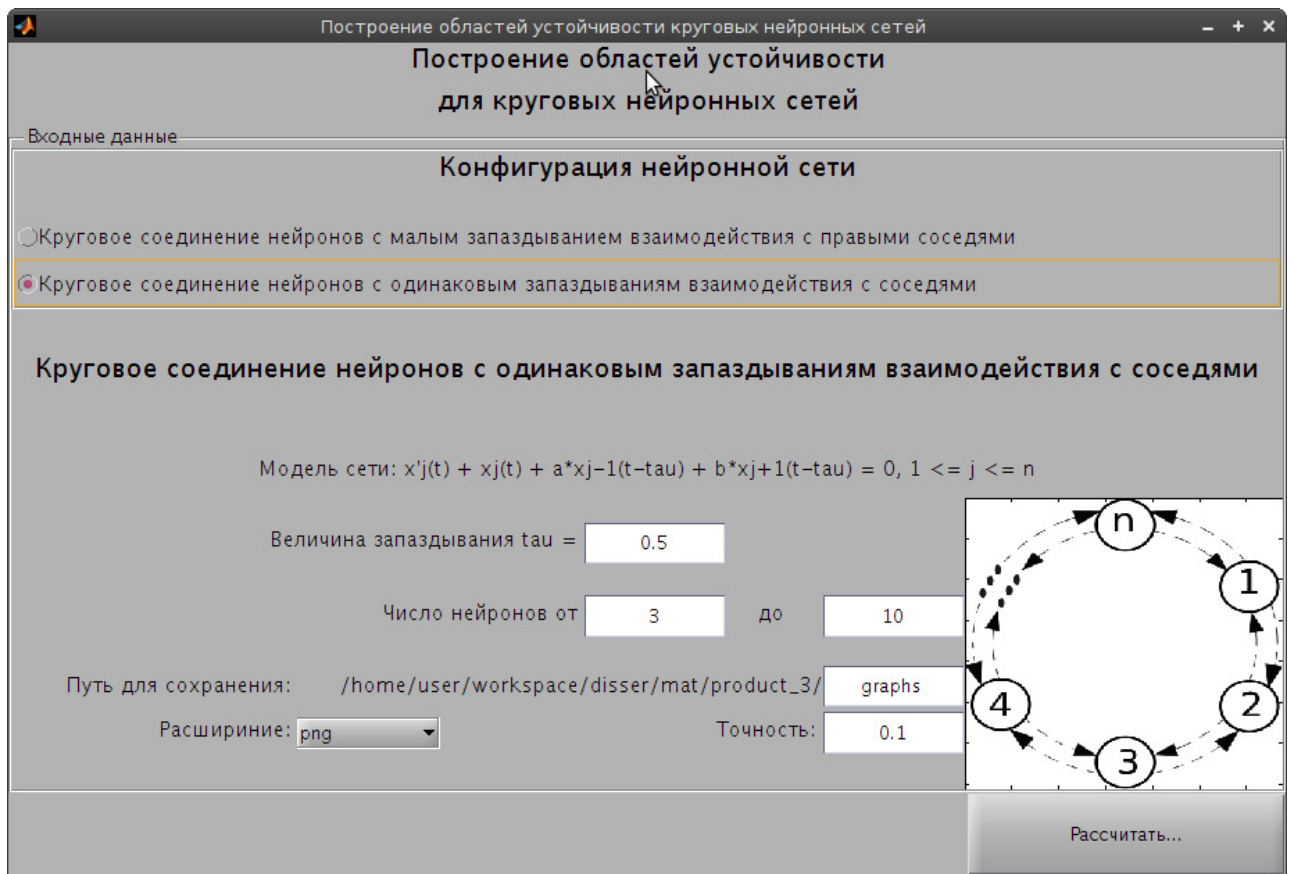 Построение областей устойчивости круговых нейронных сетей
Построение областей устойчивости
для круговых нейронных сетей
Входные данные
Конфигурация нейронной сети
Круговое соединение нейронов с малым запаздыванием взаимодействия с правыми соседями
Круговое соединение нейронов с одинаковым запаздываниям взаимодействия с соседями
Круговое соединение нейронов с одинаковым запаздываниям взаимодействия с соседями
Модель сети: x'j(t) + xj(t) + a*xj-1(t-tau) + b*xj+1(t-tau) = 0, 1 <= j <= n
Величина запаздывания tau = 0.5
Число нейронов от 3 до 10
Путь для сохранения: /home/user/workspace/disser/mat/product_3/ graphs
Расшириние: png Точность: 0.1
n
1
2
3
4
Рассчитать...